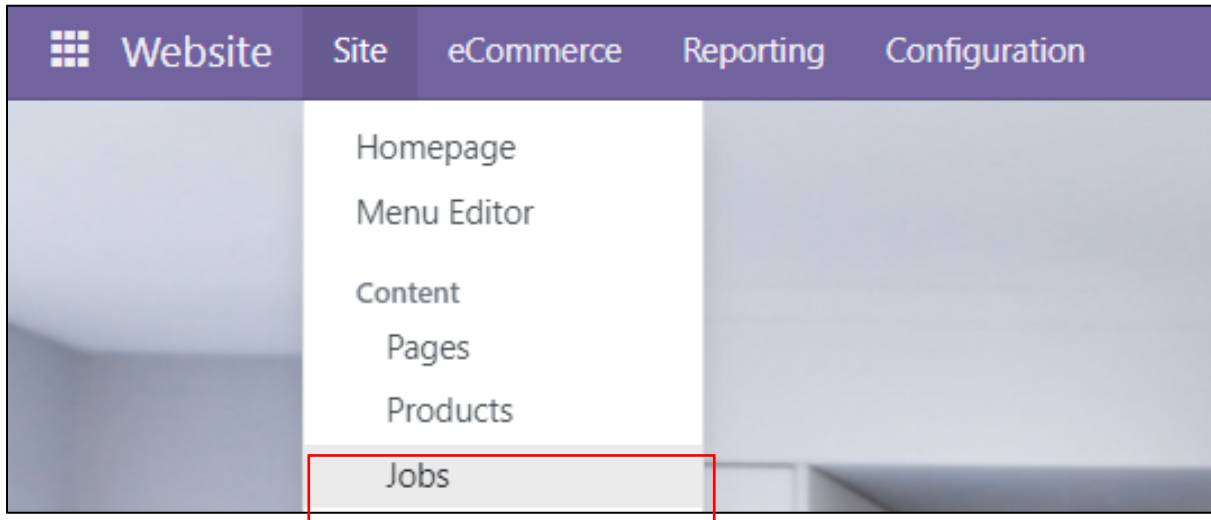 Website Site eCommerce Reporting Configuration
Homepage
Menu Editor
Content
Pages
Products
Jobs